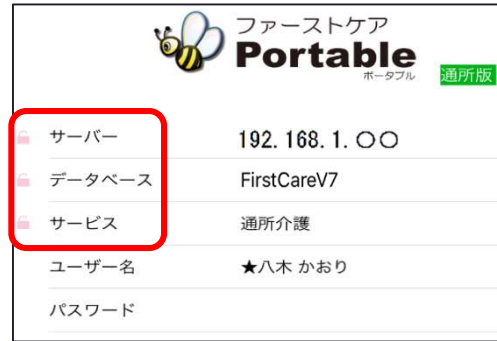 ファーストケア
Portable
ポータブル
通所版
サーバー 192. 168. 1. 〇〇
データベース FirstCareV7
サービス 通所介護
ユーザー名 ★八木 かおり
パスワード